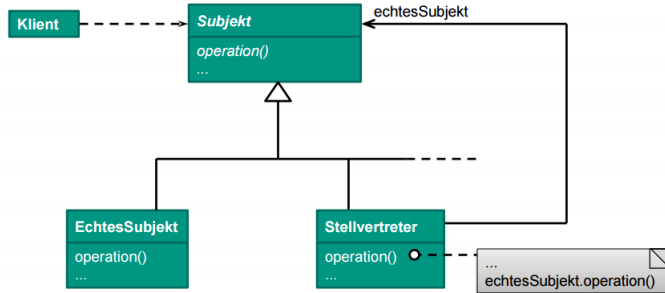 Klient
Subjekt
operation()
...
echtesSubjekt
EchtesSubjekt
operation()
...
Stellvertreter
operation()
...
...
echtesSubjekt.operation()